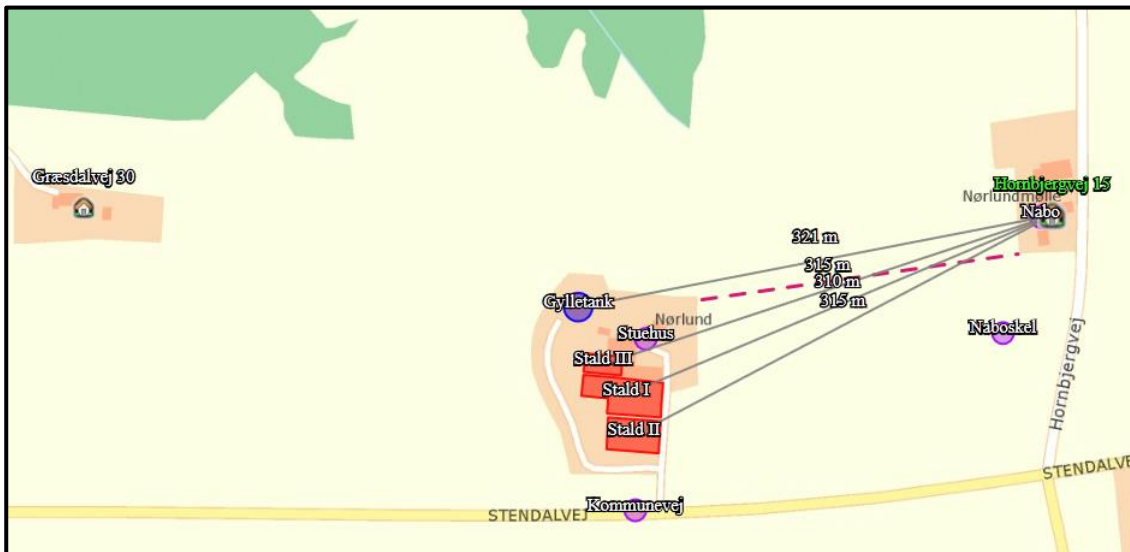 Græsdalvej 30
Hornbjergvej 15
Nørlundmølle
Nabo
321 m
315 m
310 m
315 m
Gylletank
Nørlund
Stuehus
Naboskel
Stald III
Stald I
Stald II
Hornbjergvej
STENDALVEJ
Kommunevej
STENDALVE